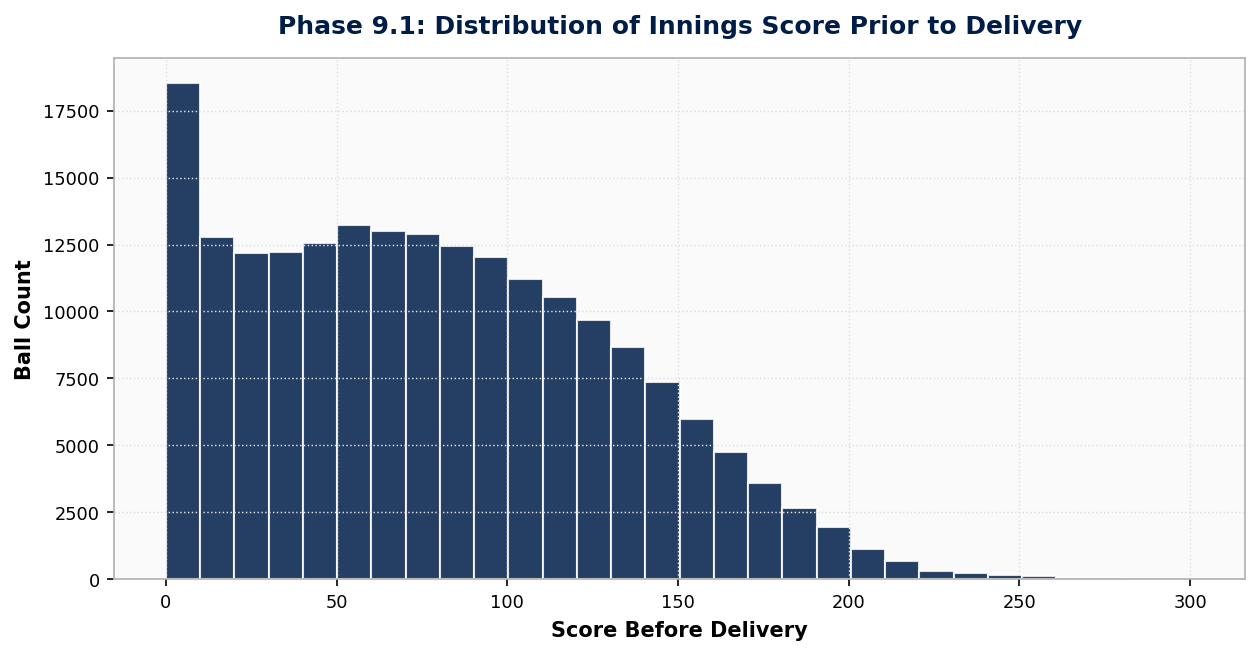 Phase 9.1: Distribution of Innings Score Prior to Delivery
Ball Count
17500
15000
12500
10000
7500
5000
2500
0
0 50 100 150 200 250 300
Score Before Delivery